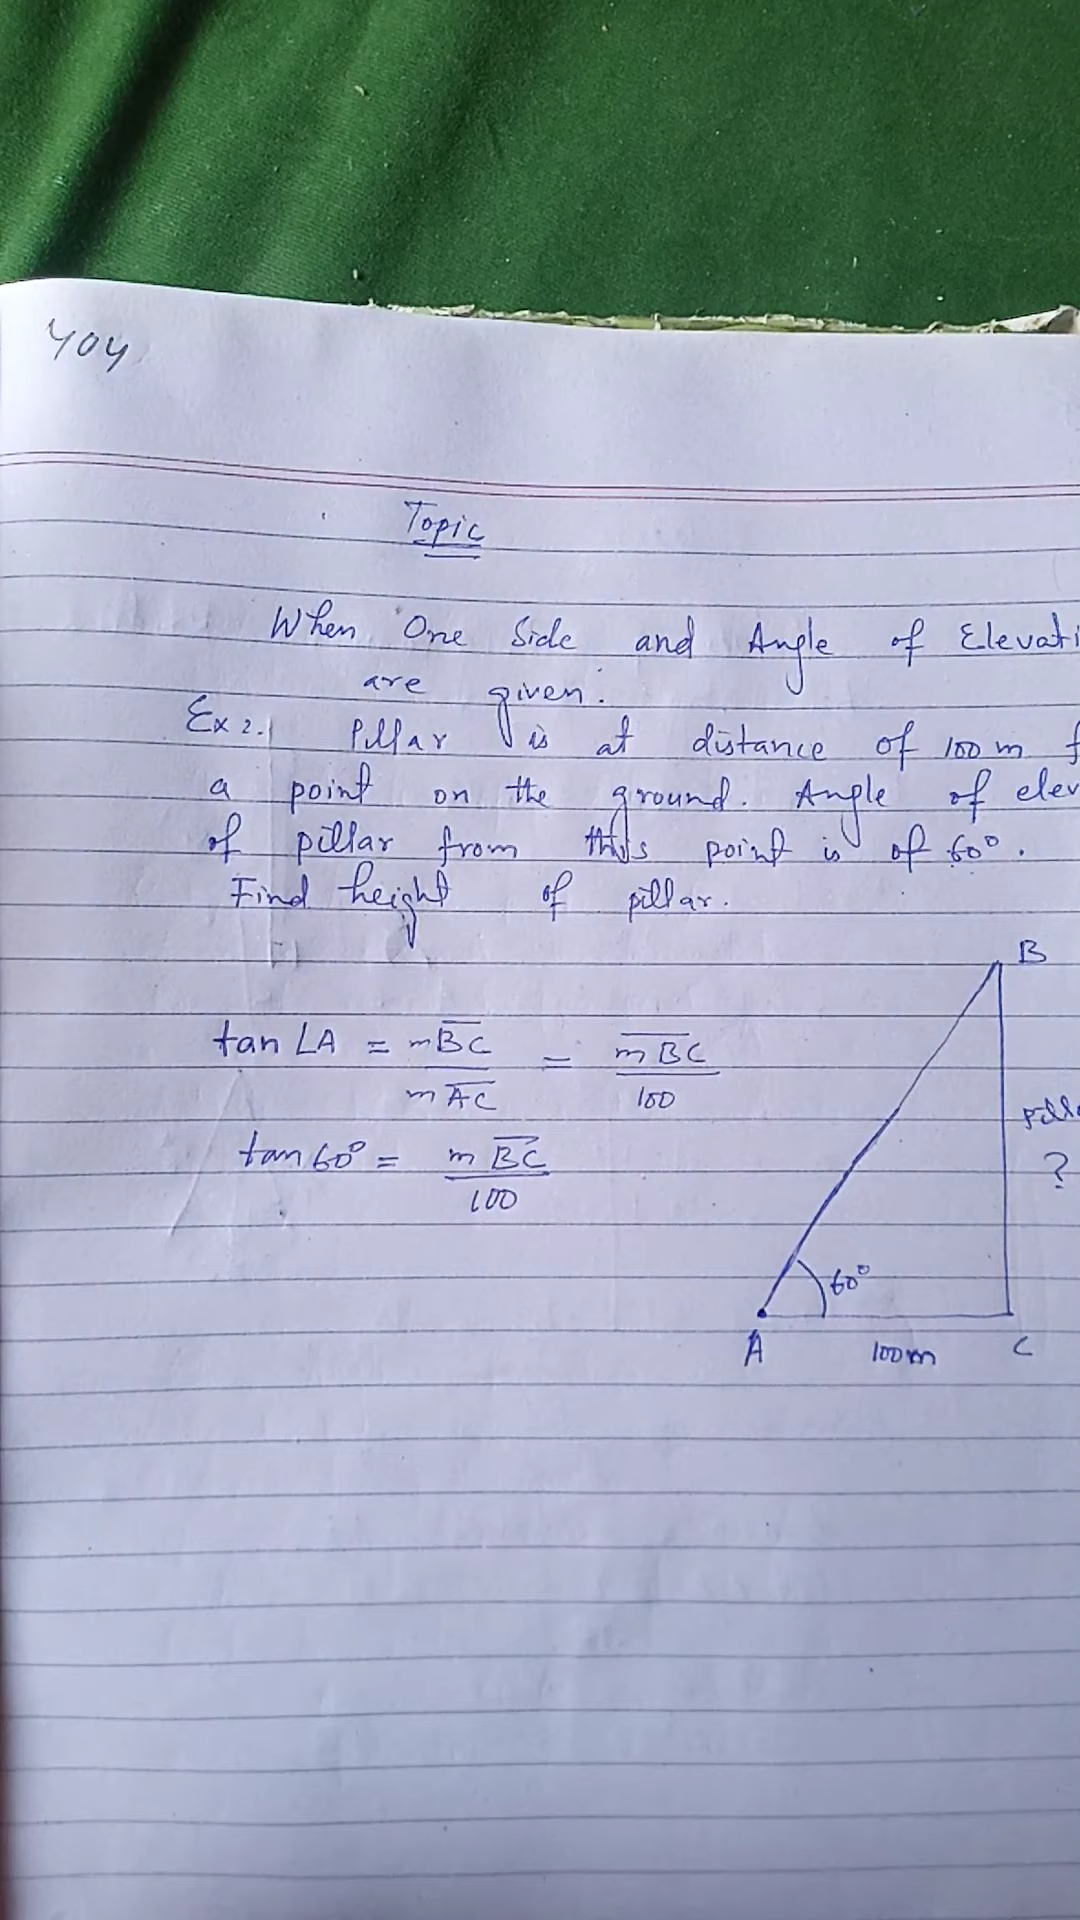 404
Topic
When One Side and Angle of Elevati
are given.
Ex 2. Pillar is at distance of 100 m f
a point on the ground. Angle of elev
of pillar from this point is of 60°.
Find height of pillar.
B
tan ∠A = mBC / mAC = mBC / 100
pilla
tan 60° = mBC / 100
?
60°
A 100m C